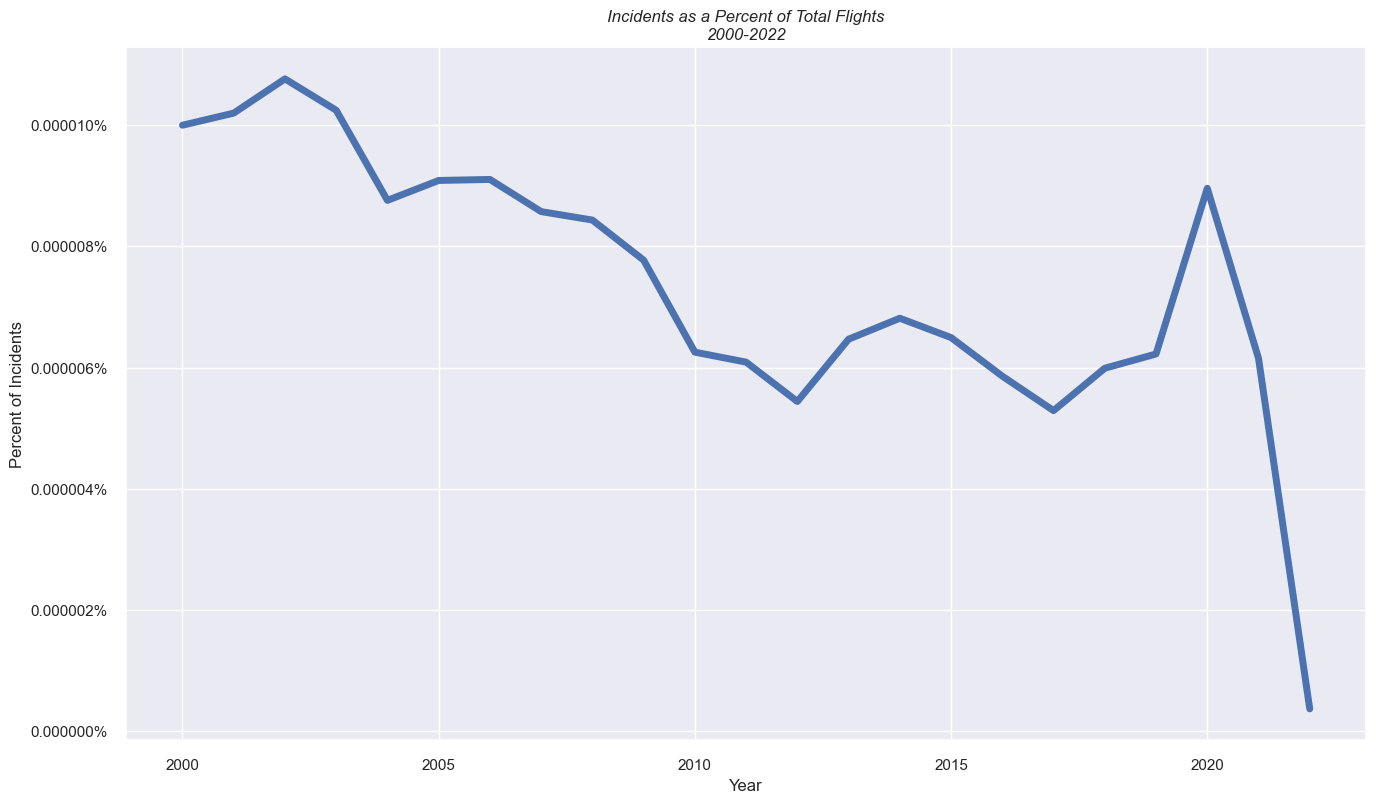 Incidents as a Percent of Total Flights
2000-2022
0.000010%
0.000008%
0.000006%
0.000004%
0.000002%
0.000000%
Percent of Incidents
2000 2005 2010 2015 2020
Year